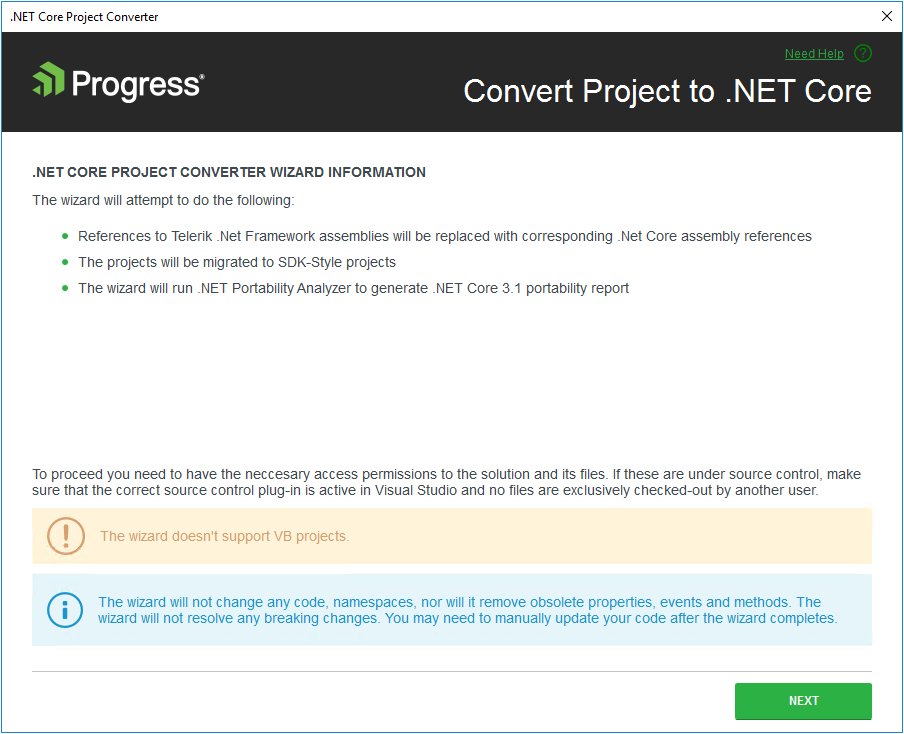 .NET Core Project Converter
Need Help ?
Progress®
Convert Project to .NET Core
.NET CORE PROJECT CONVERTER WIZARD INFORMATION
The wizard will attempt to do the following:
References to Telerik .Net Framework assemblies will be replaced with corresponding .Net Core assembly references
The projects will be migrated to SDK-Style projects
The wizard will run .NET Portability Analyzer to generate .NET Core 3.1 portability report
To proceed you need to have the neccesary access permissions to the solution and its files. If these are under source control, make
sure that the correct source control plug-in is active in Visual Studio and no files are exclusively checked-out by another user.
The wizard doesn't support VB projects.
The wizard will not change any code, namespaces, nor will it remove obsolete properties, events and methods. The
wizard will not resolve any breaking changes. You may need to manually update your code after the wizard completes.
NEXT